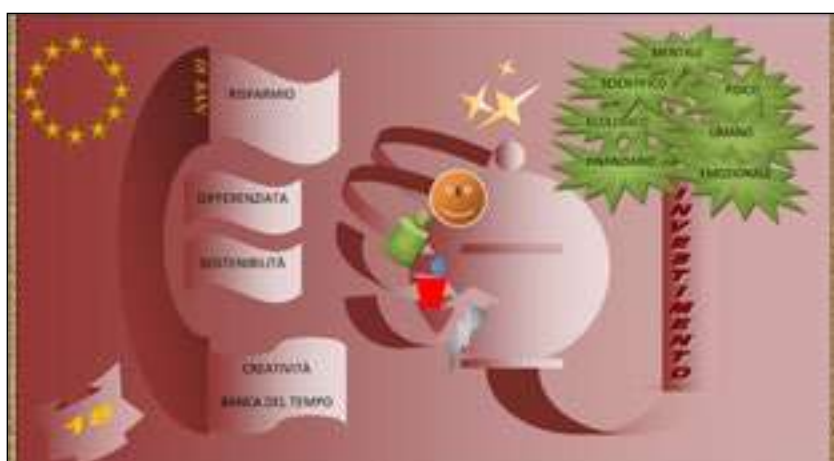 RISPARMIO
DIFFERENZIATA
SOSTENIBILITÀ
CREATIVITÀ
BANCA DEL TEMPO
MENTALE
SCIENTIFICO
FISICO
ECOLOGICO
UMANO
FINANZIARIO
EMOZIONALE
INVESTIMENTO